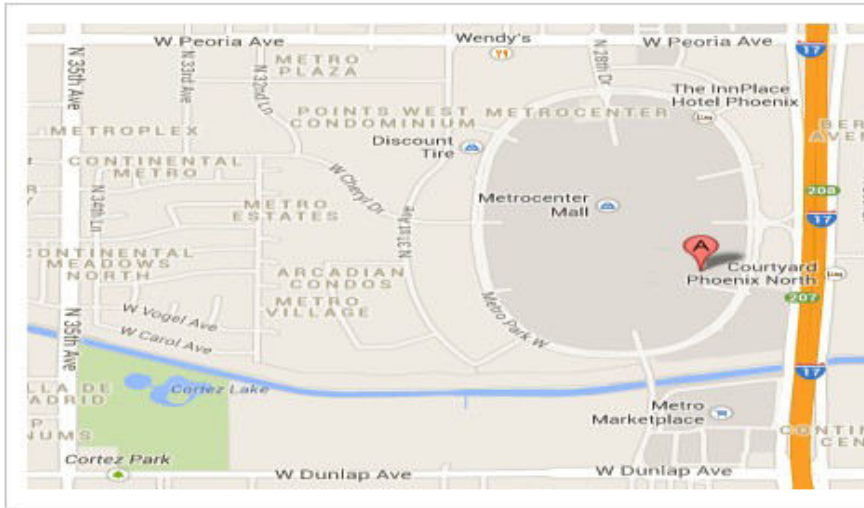 W Peoria Ave
Wendy's
W Peoria Ave
17
N 35th Ave
N 33rd Ave
N 32nd Ln
N 28th Dr
METRO
PLAZA
The InnPlace
Hotel Phoenix
POINTS WEST
CONDOMINIUM
METROCENTER
METROPLEX
Discount
Tire
CONTINENTAL
METRO
W Cheryl Dr
208
N 34th Ln
METRO
ESTATES
Metrocenter
Mall
17
N 31st Ave
A
CONTINENTAL
MEADOWS
NORTH
ARCADIAN
CONDOS
Courtyard
Phoenix North
207
METRO
VILLAGE
Metro Park W
W Vogel Ave
W Carol Ave
N 35th Ave
17
Cortez Lake
Metro
Marketplace
Cortez Park
W Dunlap Ave
W Dunlap Ave